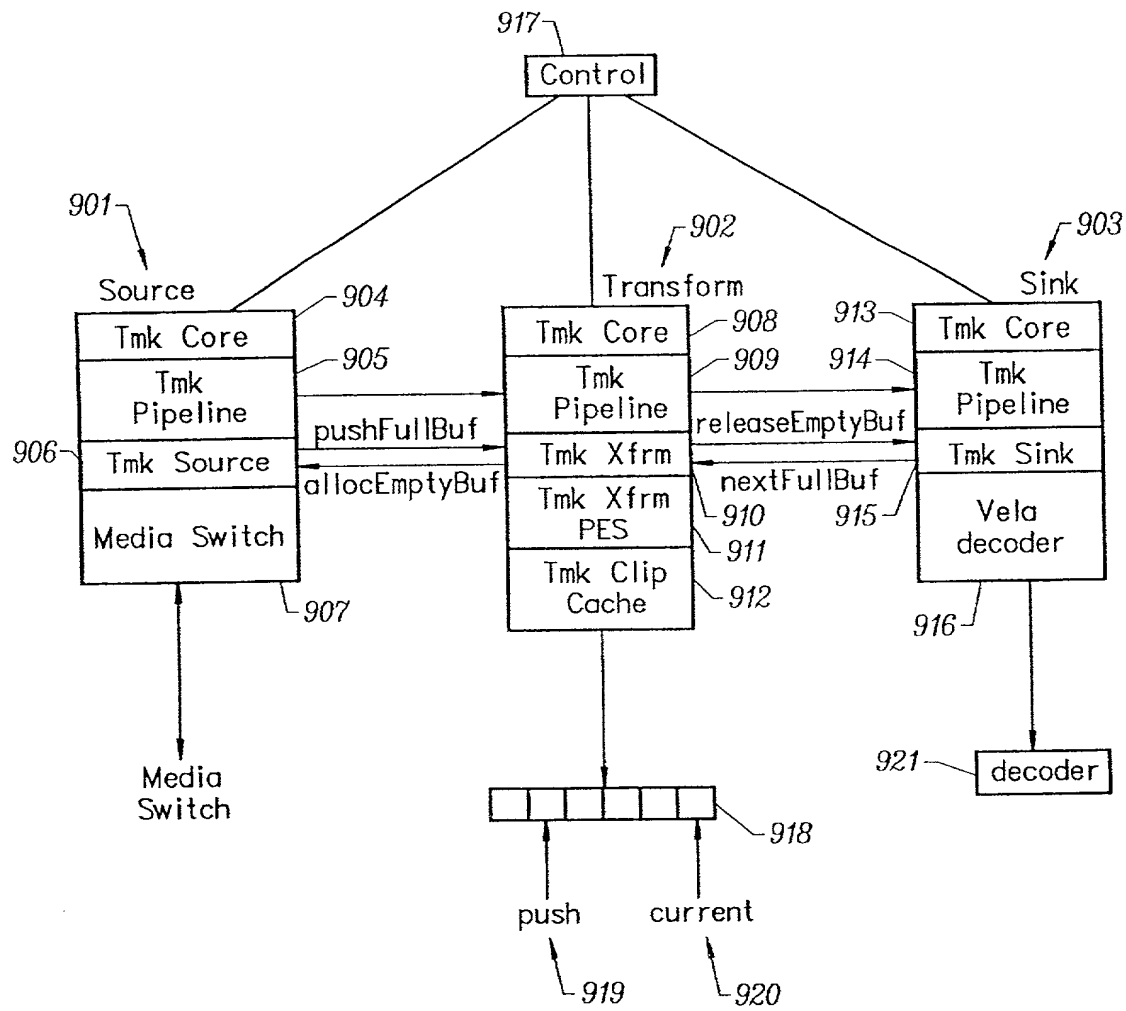 917
Control
901
902
903
Source
Transform
Sink
904
908
913
Tmk Core
Tmk Core
Tmk Core
905
909
914
Tmk
Pipeline
Tmk
Pipeline
Tmk
Pipeline
pushFullBuf
releaseEmptyBuf
906
Tmk Source
Tmk Xfrm
Tmk Sink
allocEmptyBuf
nextFullBuf
910
915
Media Switch
Tmk Xfrm
PES
Vela
decoder
911
Tmk Clip
Cache
912
907
916
Media
Switch
921
decoder
918
push
current
919
920